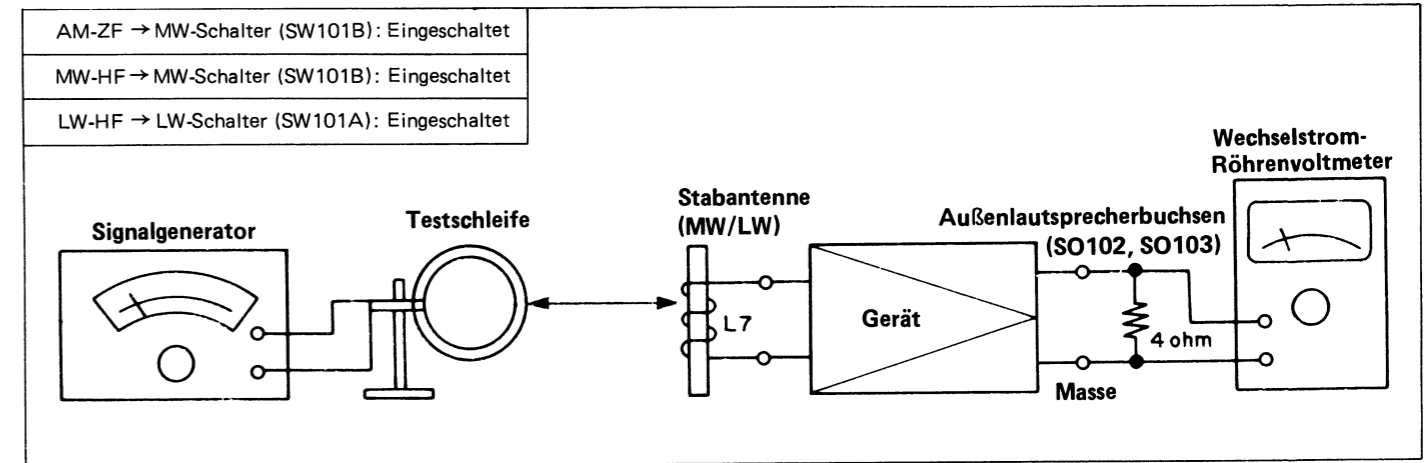 AM-ZF → MW-Schalter (SW101B): Eingeschaltet
MW-HF → MW-Schalter (SW101B): Eingeschaltet
LW-HF → LW-Schalter (SW101A): Eingeschaltet
Wechselstrom-
Röhrenvoltmeter
Stabantenne
(MW/LW)
Signalgenerator
Testschleife
Außenlautsprecherbuchsen
(SO102, SO103)
L7
Gerät
4 ohm
Masse